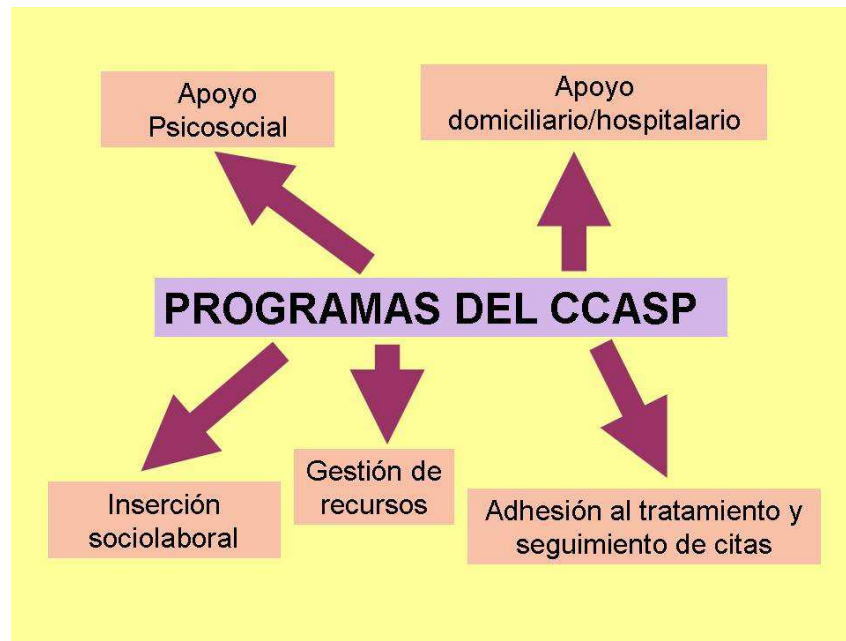 Apoyo
Psicosocial
Apoyo
domiciliario/hospitalario
PROGRAMAS DEL CCASP
Inserción
sociolaboral
Gestión de
recursos
Adhesión al tratamiento y
seguimiento de citas